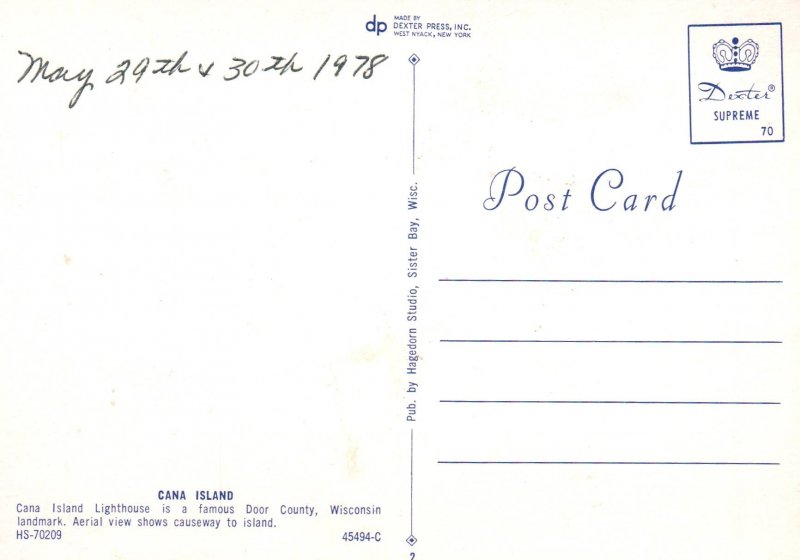 dp MADE BY
DEXTER PRESS, INC.
WEST NYACK, NEW YORK
May 29th & 30th 1978
Dexter®
SUPREME
70
Post Card
Pub. by Hagedorn Studio, Sister Bay, Wisc.
CANA ISLAND
Cana Island Lighthouse is a famous Door County, Wisconsin
landmark. Aerial view shows causeway to island.
HS-70209 45494-C
2